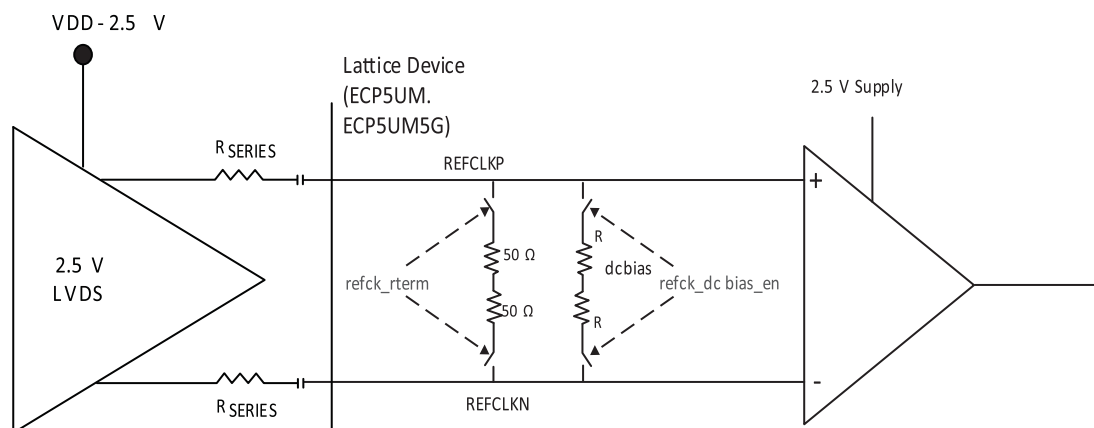 VDD - 2.5 V
Lattice Device
(ECP5UM.
ECP5UM5G)
2.5 V Supply
R SERIES
REFCLKP
+
R
50 Ω
dcbias
2.5 V
LVDS
refck_rterm
refck_dc bias_en
50 Ω
R
-
R SERIES
REFCLKN